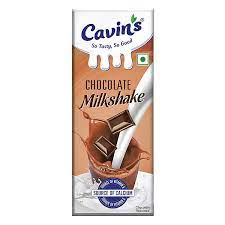 Cavin's
So Tasty, So Good
CHOCOLATE
Milkshake
SOURCE OF CALCIUM